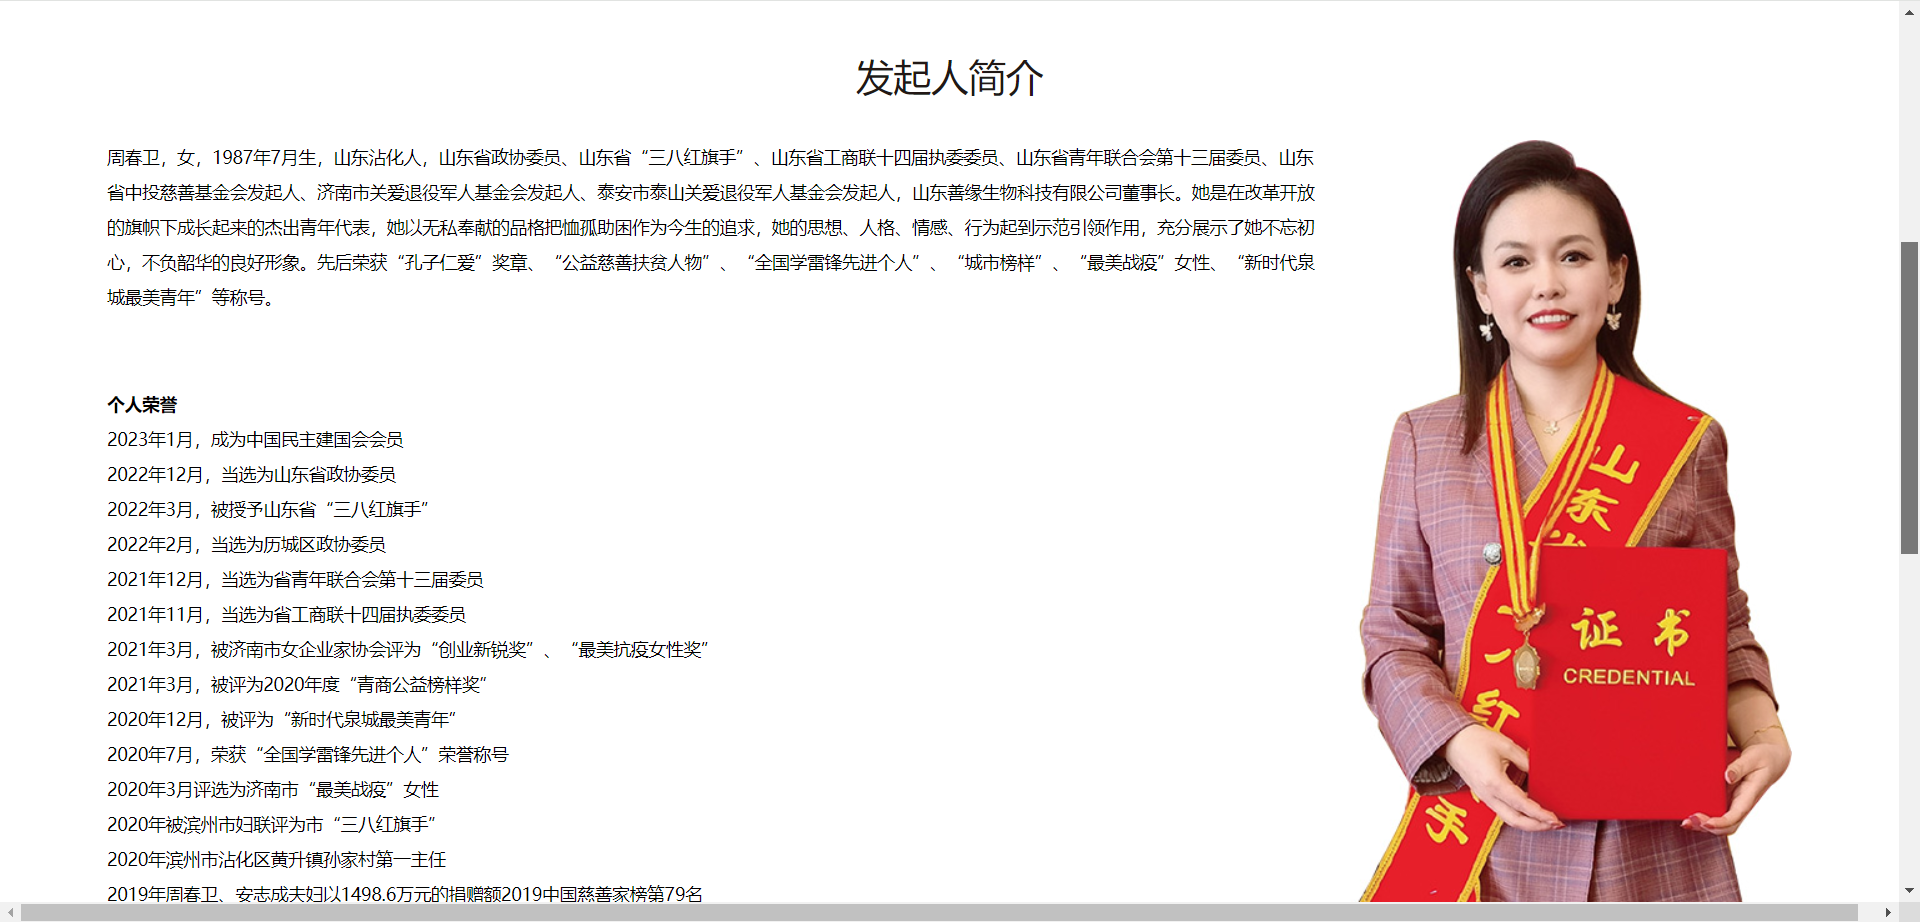 发起人简介
周春卫，女，1987年7月生，山东沾化人，山东省政协委员、山东省“三八红旗手”、山东省工商联十四届执委委员、山东省青年联合会第十三届委员、山东
省中投慈善基金会发起人、济南市关爱退役军人基金会发起人、泰安市泰山关爱退役军人基金会发起人，山东善缘生物科技有限公司董事长。她是在改革开放
的旗帜下成长起来的杰出青年代表，她以无私奉献的品格把恤孤助困作为今生的追求，她的思想、人格、情感、行为起到示范引领作用，充分展示了她不忘初
心，不负韶华的良好形象。先后荣获“孔子仁爱”奖章、“公益慈善扶贫人物”、“全国学雷锋先进个人”、“城市榜样”、“最美战疫”女性、“新时代泉
城最美青年”等称号。
个人荣誉
2023年1月，成为中国民主建国会会员
2022年12月，当选为山东省政协委员
2022年3月，被授予山东省“三八红旗手”
2022年2月，当选为历城区政协委员
2021年12月，当选为省青年联合会第十三届委员
2021年11月，当选为省工商联十四届执委委员
2021年3月，被济南市女企业家协会评为“创业新锐奖”、“最美抗疫女性奖”
2021年3月，被评为2020年度“青商公益榜样奖”
2020年12月，被评为“新时代泉城最美青年”
2020年7月，荣获“全国学雷锋先进个人”荣誉称号
2020年3月评选为济南市“最美战疫”女性
2020年被滨州市妇联评为市“三八红旗手”
2020年滨州市沾化区黄升镇孙家村第一主任
2019年周春卫、安志成夫妇以1498.6万元的捐赠额2019中国慈善家榜第79名
山东
红
手
证书
CREDENTIAL